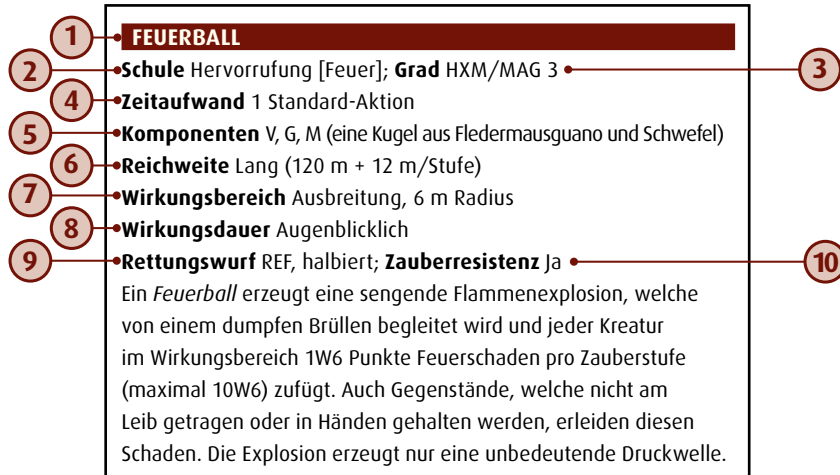 1 FEUERBALL
2 Schule Hervorrufung [Feuer]; Grad HXM/MAG 3 3
4 Zeitaufwand 1 Standard-Aktion
5 Komponenten V, G, M (eine Kugel aus Fledermausguano und Schwefel)
6 Reichweite Lang (120 m + 12 m/Stufe)
7 Wirkungsbereich Ausbreitung, 6 m Radius
8 Wirkungsdauer Augenblicklich
9 Rettungswurf REF, halbiert; Zauberresistenz Ja 10
Ein Feuerball erzeugt eine sengende Flammenexplosion, welche
von einem dumpfen Brüllen begleitet wird und jeder Kreatur
im Wirkungsbereich 1W6 Punkte Feuerschaden pro Zauberstufe
(maximal 10W6) zufügt. Auch Gegenstände, welche nicht am
Leib getragen oder in Händen gehalten werden, erleiden diesen
Schaden. Die Explosion erzeugt nur eine unbedeutende Druckwelle.